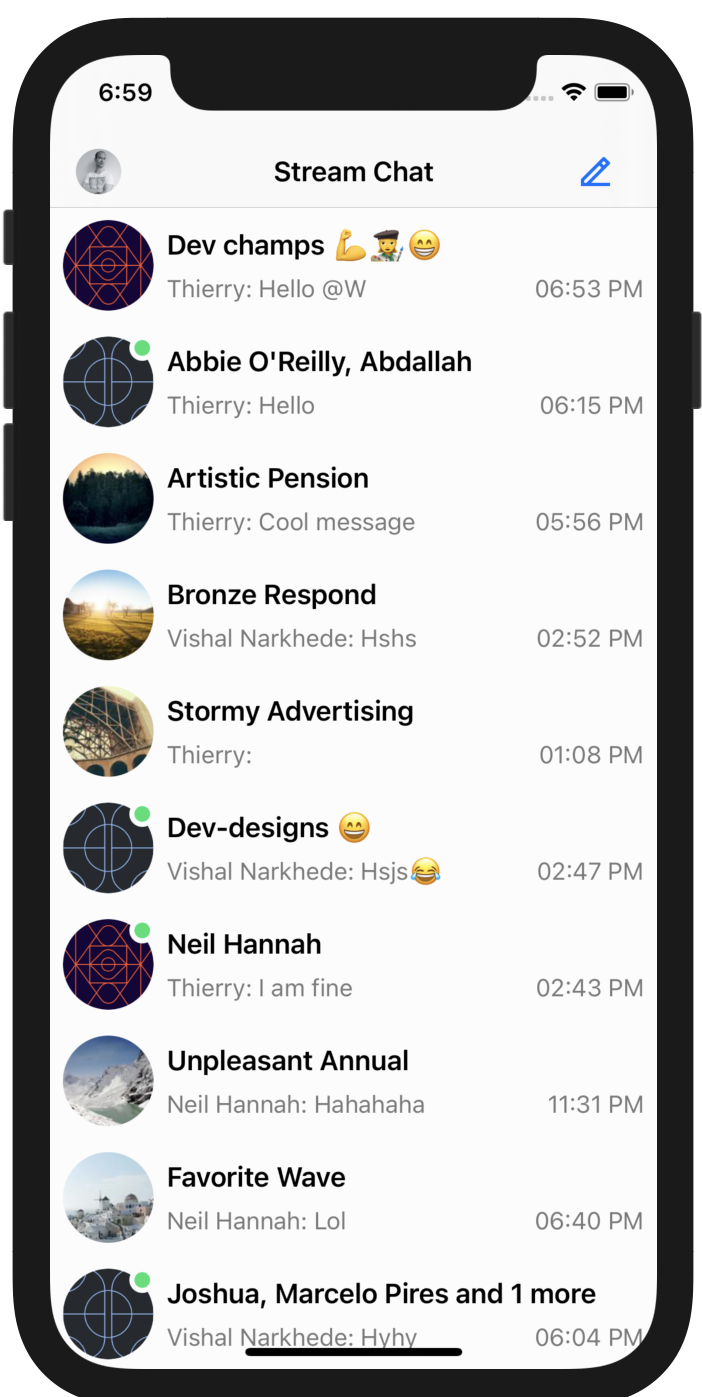 6:59
Stream Chat
Dev champs 💪👩‍🎨😁
Thierry: Hello @W 06:53 PM
Abbie O'Reilly, Abdallah
Thierry: Hello 06:15 PM
Artistic Pension
Thierry: Cool message 05:56 PM
Bronze Respond
Vishal Narkhede: Hshs 02:52 PM
Stormy Advertising
Thierry: 01:08 PM
Dev-designs 😄
Vishal Narkhede: Hsjs😂 02:47 PM
Neil Hannah
Thierry: I am fine 02:43 PM
Unpleasant Annual
Neil Hannah: Hahahaha 11:31 PM
Favorite Wave
Neil Hannah: Lol 06:40 PM
Joshua, Marcelo Pires and 1 more
Vishal Narkhede: Hyhy 06:04 PM